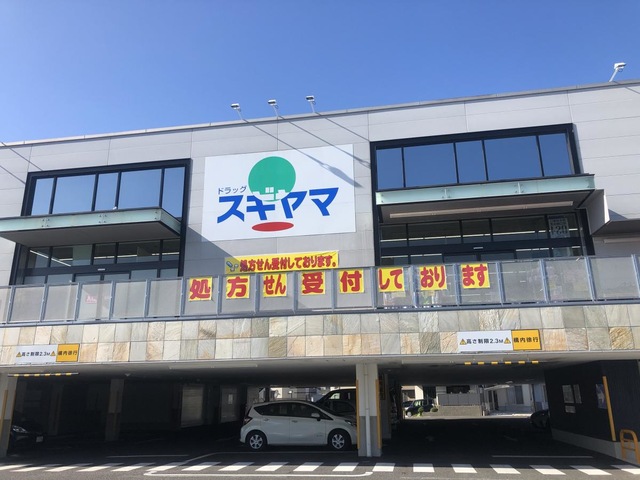 ドラッグ
スギヤマ
処方せん受付しております。
処方せん受付しております
高さ制限2.3M 構内徐行
高さ制限2.3M 構内徐行